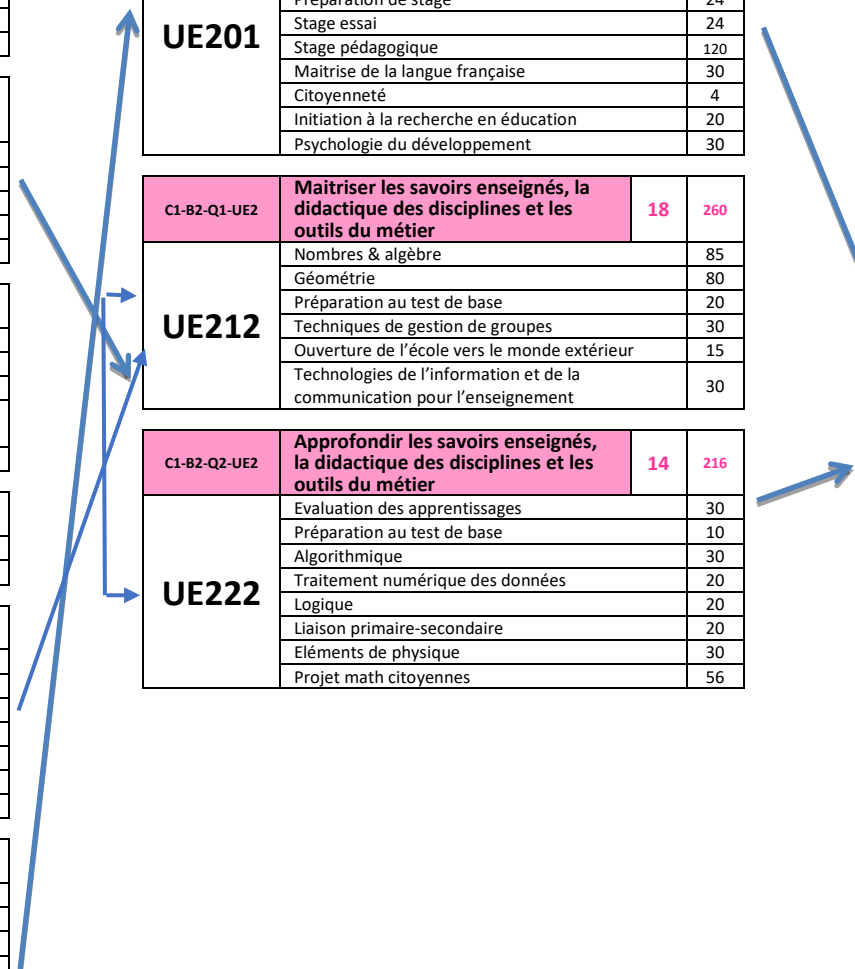 Préparation de stage 24
UE201
Stage essai 24
Stage pédagogique 120
Maitrise de la langue française 30
Citoyenneté 4
Initiation à la recherche en éducation 20
Psychologie du développement 30
C1-B2-Q1-UE2
Maitriser les savoirs enseignés, la
didactique des disciplines et les
outils du métier
18 260
UE212
Nombres & algèbre 85
Géométrie 80
Préparation au test de base 20
Techniques de gestion de groupes 30
Ouverture de l’école vers le monde extérieur 15
Technologies de l’information et de la
communication pour l’enseignement 30
C1-B2-Q2-UE2
Approfondir les savoirs enseignés,
la didactique des disciplines et les
outils du métier
14 216
UE222
Evaluation des apprentissages 30
Préparation au test de base 10
Algorithmique 30
Traitement numérique des données 20
Logique 20
Liaison primaire-secondaire 20
Eléments de physique 30
Projet math citoyennes 56